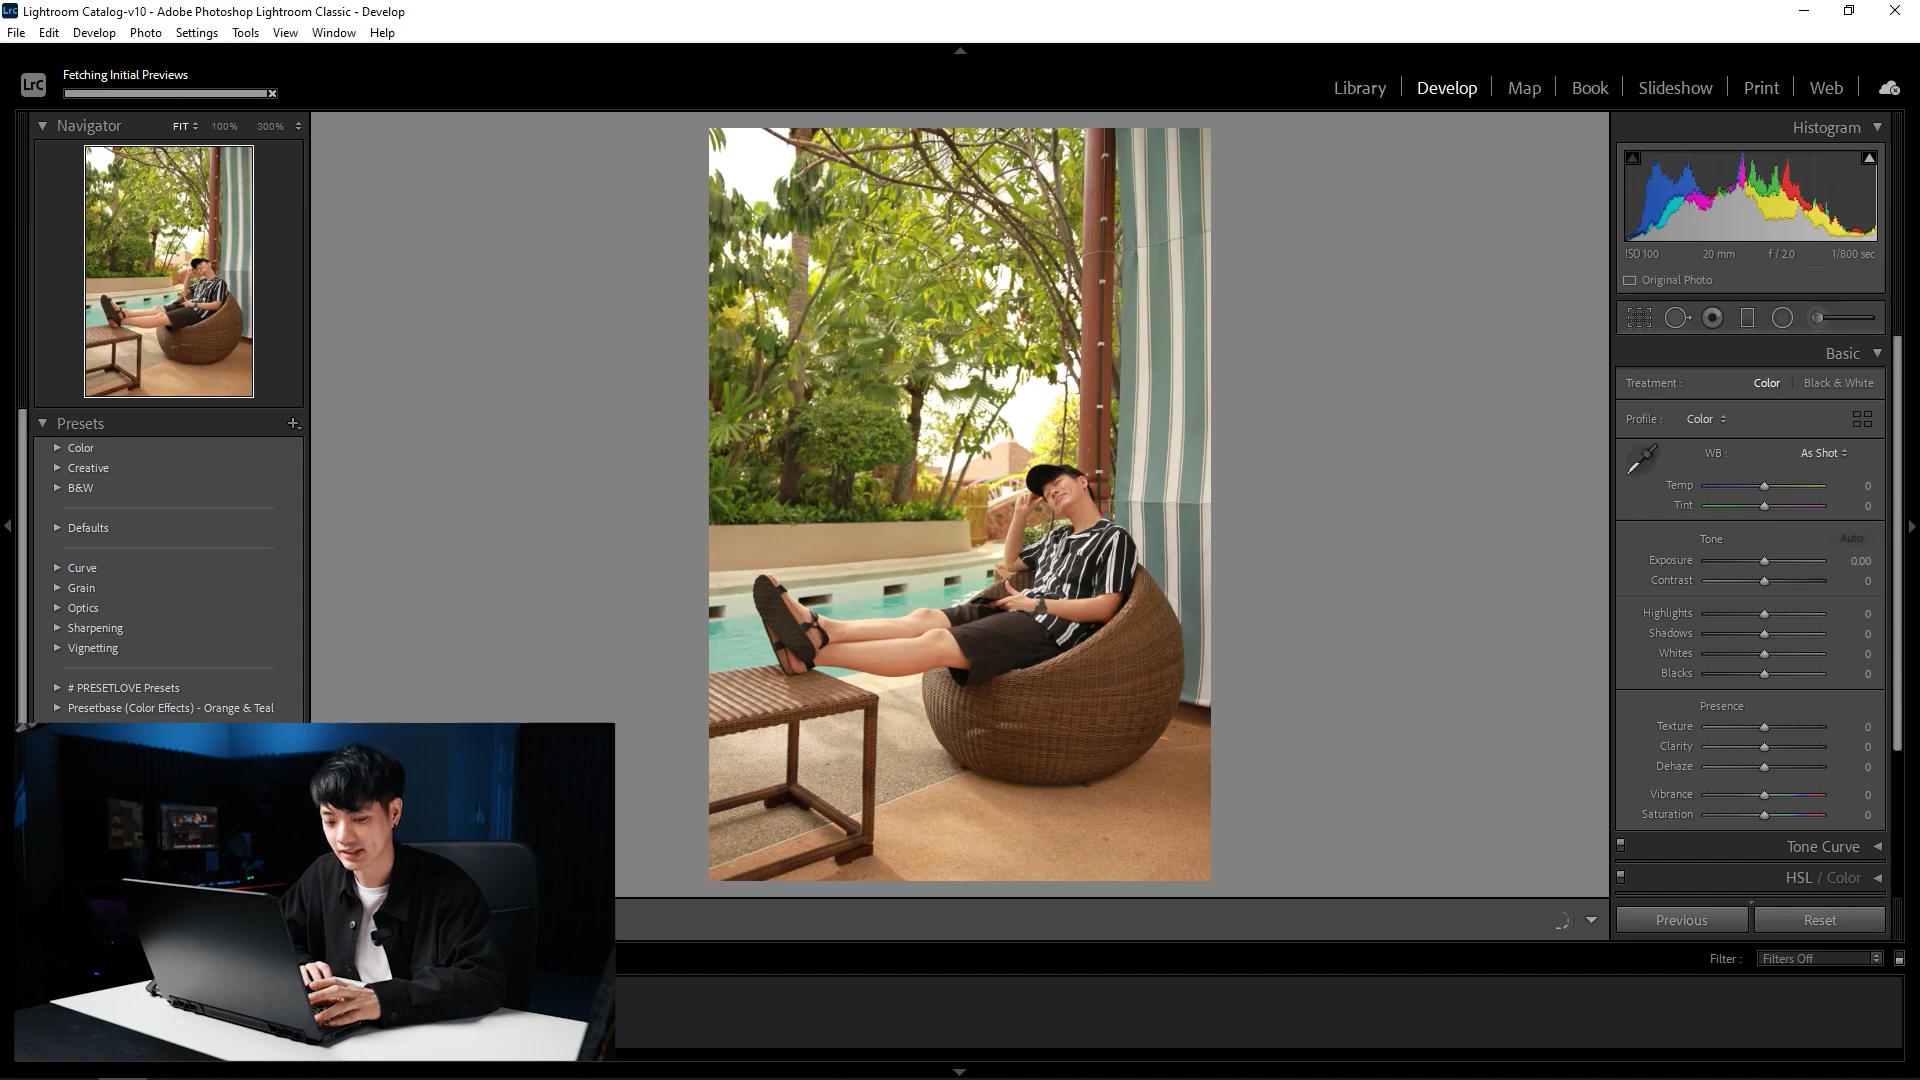 Lrc Lightroom Catalog-v10 - Adobe Photoshop Lightroom Classic - Develop
File Edit Develop Photo Settings Tools View Window Help
LrC
Fetching Initial Previews
Library Develop Map Book Slideshow Print Web
Navigator FIT 100% 300%
Presets
Color
Creative
B&W
Defaults
Curve
Grain
Optics
Sharpening
Vignetting
# PRESETLOVE Presets
Presetbase (Color Effects) - Orange & Teal
Histogram
ISO 100 20 mm f / 2.0 1/800 sec
Original Photo
Basic
Treatment : Color Black & White
Profile : Color
WB : As Shot
Temp 0
Tint 0
Tone Auto
Exposure 0.00
Contrast 0
Highlights 0
Shadows 0
Whites 0
Blacks 0
Presence
Texture 0
Clarity 0
Dehaze 0
Vibrance 0
Saturation 0
Tone Curve
HSL / Color
Previous Reset
Filter : Filters Off